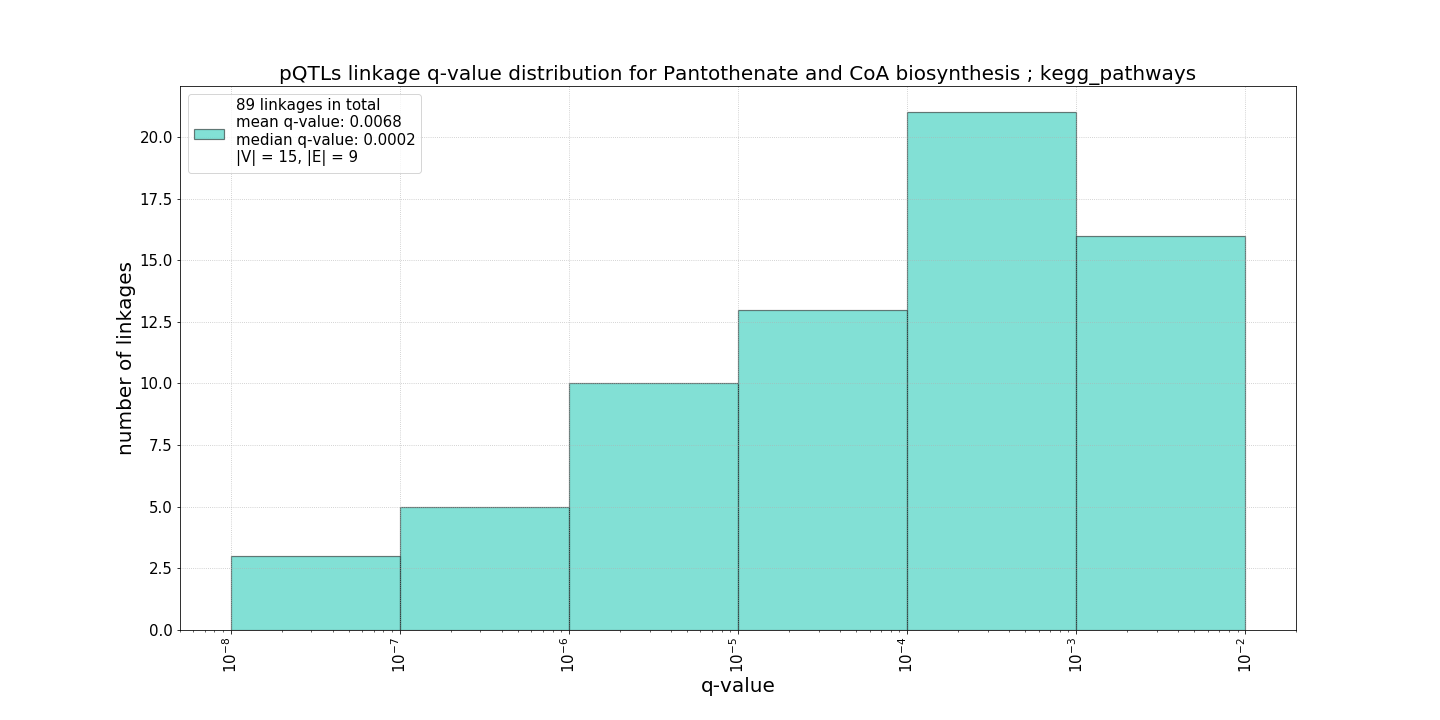 pQTLs linkage q-value distribution for Pantothenate and CoA biosynthesis ; kegg_pathways
89 linkages in total
mean q-value: 0.0068
median q-value: 0.0002
|V| = 15, |E| = 9
number of linkages
20.0
17.5
15.0
12.5
10.0
7.5
5.0
2.5
0.0
10⁻⁸
10⁻⁷
10⁻⁶
10⁻⁵
10⁻⁴
10⁻³
10⁻²
q-value